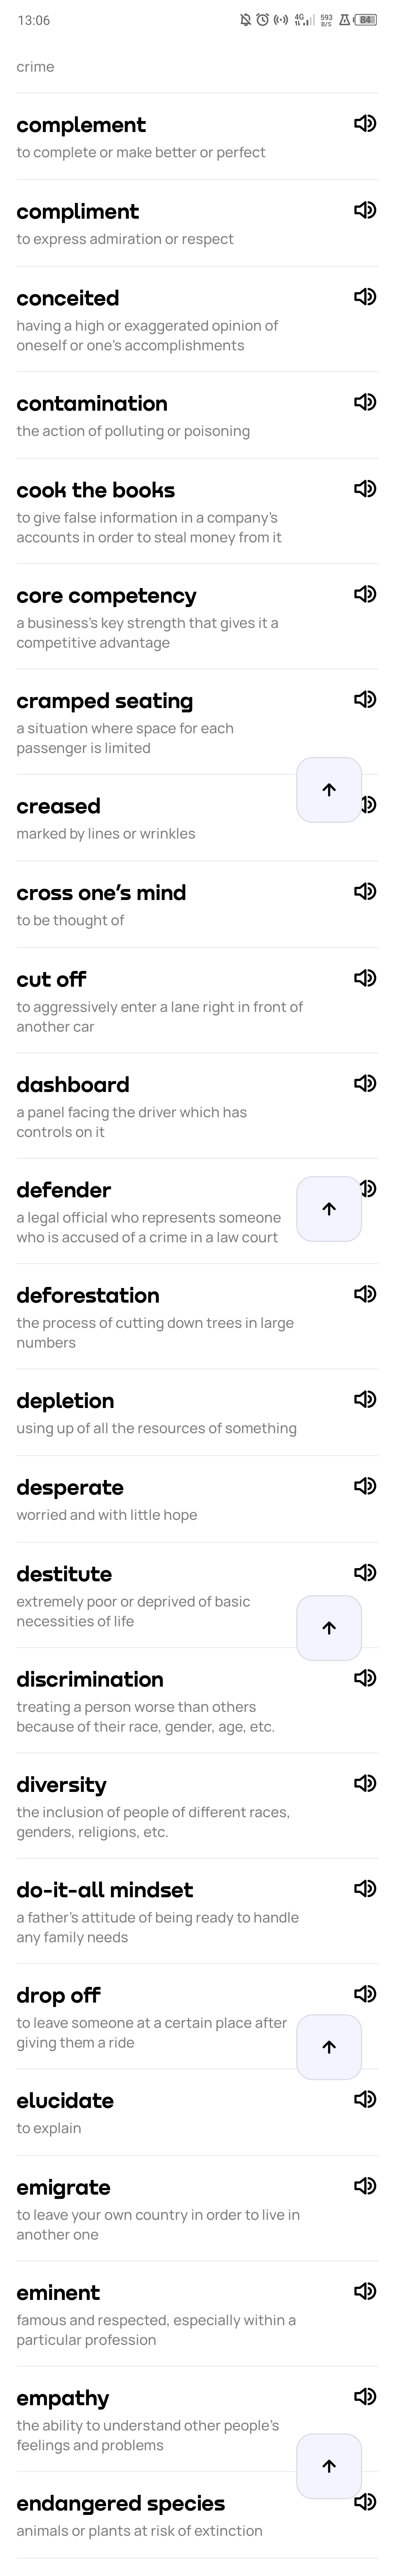 13:06
4G
593
B/S
84
crime
complement
to complete or make better or perfect
compliment
to express admiration or respect
conceited
having a high or exaggerated opinion of
oneself or one's accomplishments
contamination
the action of polluting or poisoning
cook the books
to give false information in a company's
accounts in order to steal money from it
core competency
a business's key strength that gives it a
competitive advantage
cramped seating
a situation where space for each
passenger is limited
creased
marked by lines or wrinkles
cross one's mind
to be thought of
cut off
to aggressively enter a lane right in front of
another car
dashboard
a panel facing the driver which has
controls on it
defender
a legal official who represents someone
who is accused of a crime in a law court
deforestation
the process of cutting down trees in large
numbers
depletion
using up of all the resources of something
desperate
worried and with little hope
destitute
extremely poor or deprived of basic
necessities of life
discrimination
treating a person worse than others
because of their race, gender, age, etc.
diversity
the inclusion of people of different races,
genders, religions, etc.
do-it-all mindset
a father's attitude of being ready to handle
any family needs
drop off
to leave someone at a certain place after
giving them a ride
elucidate
to explain
emigrate
to leave your own country in order to live in
another one
eminent
famous and respected, especially within a
particular profession
empathy
the ability to understand other people's
feelings and problems
endangered species
animals or plants at risk of extinction